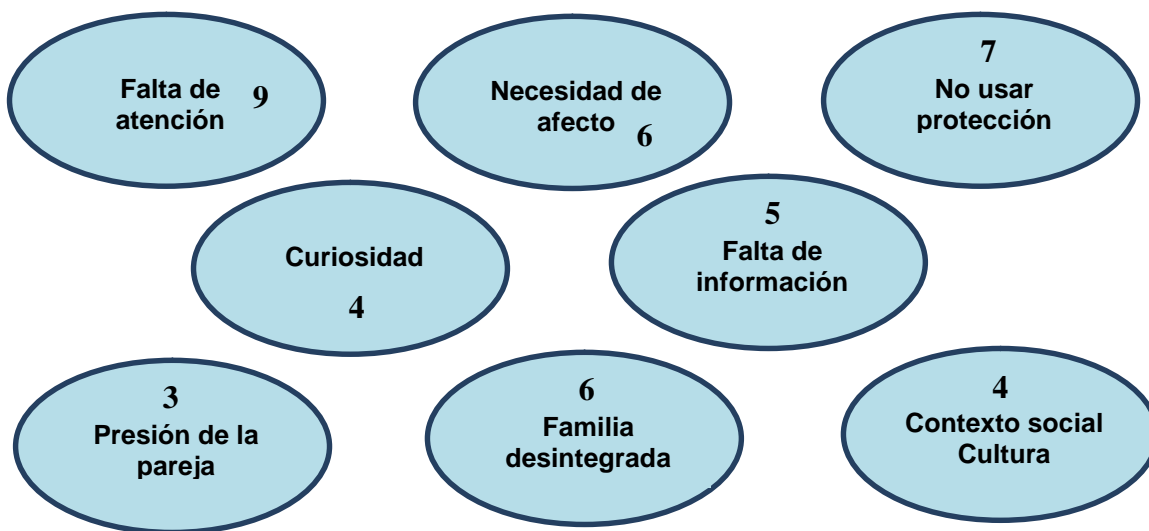 Falta de 9
atención
Necesidad de
afecto 6
7
No usar
protección
Curiosidad
4
5
Falta de
información
3
Presión de la
pareja
6
Familia
desintegrada
4
Contexto social
Cultura